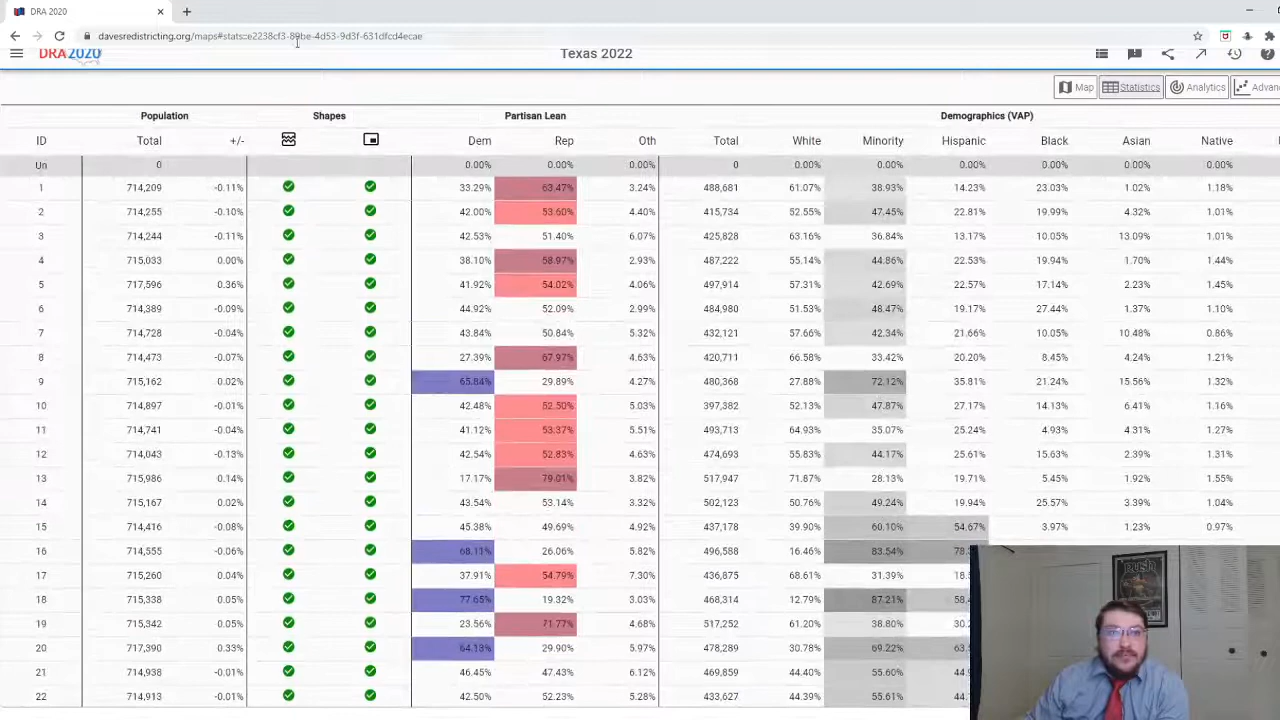 DRA 2020
davesredistricting.org/maps#stats::e2238cf3-89be-4d53-9d3f-631dfcd4ecae
DRA2020 Texas 2022
Map Statistics Analytics Advan
Population Shapes Partisan Lean Demographics (VAP)
ID Total +/- Dem Rep Oth Total White Minority Hispanic Black Asian Native
Un 0 0.00% 0.00% 0.00% 0 0.00% 0.00% 0.00% 0.00% 0.00% 0.00%
1 714,209 -0.11% 33.29% 63.47% 3.24% 488,681 61.07% 38.93% 14.23% 23.03% 1.02% 1.18%
2 714,255 -0.10% 42.00% 53.60% 4.40% 415,734 52.55% 47.45% 22.81% 19.99% 4.32% 1.01%
3 714,244 -0.11% 42.53% 51.40% 6.07% 425,828 63.16% 36.84% 13.17% 10.05% 13.09% 1.01%
4 715,033 0.00% 38.10% 58.97% 2.93% 487,222 55.14% 44.86% 22.53% 19.94% 1.70% 1.44%
5 717,596 0.36% 41.92% 54.02% 4.06% 497,914 57.31% 42.69% 22.57% 17.14% 2.23% 1.45%
6 714,389 -0.09% 44.92% 52.09% 2.99% 484,980 51.53% 48.47% 19.17% 27.44% 1.37% 1.10%
7 714,728 -0.04% 43.84% 50.84% 5.32% 432,121 57.66% 42.34% 21.66% 10.05% 10.48% 0.86%
8 714,473 -0.07% 27.39% 67.97% 4.63% 420,711 66.58% 33.42% 20.20% 8.45% 4.24% 1.21%
9 715,162 0.02% 65.84% 29.89% 4.27% 480,368 27.88% 72.12% 35.81% 21.24% 15.56% 1.32%
10 714,897 -0.01% 42.48% 52.50% 5.03% 397,382 52.13% 47.87% 27.17% 14.13% 6.41% 1.16%
11 714,741 -0.04% 41.12% 53.37% 5.51% 493,713 64.93% 35.07% 25.24% 4.93% 4.31% 1.27%
12 714,043 -0.13% 42.54% 52.83% 4.63% 474,693 55.83% 44.17% 25.61% 15.63% 2.39% 1.31%
13 715,986 0.14% 17.17% 79.01% 3.82% 517,947 71.87% 28.13% 19.71% 5.45% 1.92% 1.55%
14 715,167 0.02% 43.54% 53.14% 3.32% 502,123 50.76% 49.24% 19.94% 25.57% 3.39% 1.04%
15 714,416 -0.08% 45.38% 49.69% 4.92% 437,178 39.90% 60.10% 54.67% 3.97% 1.23% 0.97%
16 714,555 -0.06% 68.11% 26.06% 5.82% 496,588 16.46% 83.54% 78.
17 715,260 0.04% 37.91% 54.79% 7.30% 436,875 68.61% 31.39% 18.
18 715,338 0.05% 77.65% 19.32% 3.03% 468,314 12.79% 87.21% 58.
19 715,342 0.05% 23.56% 71.77% 4.68% 517,252 61.20% 38.80% 30.
20 717,390 0.33% 64.13% 29.90% 5.97% 478,289 30.78% 69.22% 63.
21 714,938 -0.01% 46.45% 47.43% 6.12% 469,859 44.40% 55.60% 44.
22 714,913 -0.01% 42.50% 52.23% 5.28% 433,627 44.39% 55.61% 44.